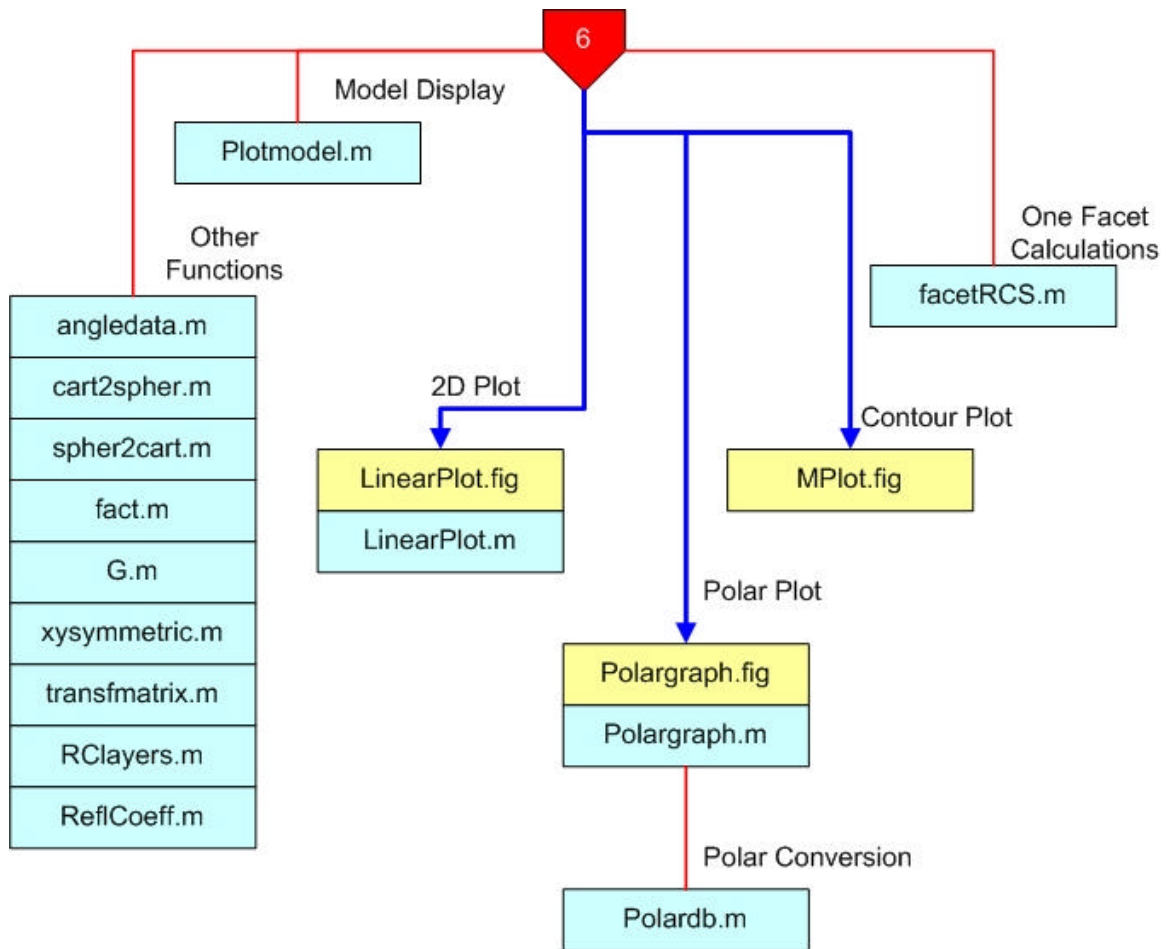 6
Model Display
Plotmodel.m
Other
Functions
One Facet
Calculations
facetRCS.m
angledata.m
cart2spher.m
spher2cart.m
fact.m
G.m
xysymmetric.m
transfmatrix.m
RClayers.m
ReflCoeff.m
2D Plot
LinearPlot.fig
LinearPlot.m
Contour Plot
MPlot.fig
Polar Plot
Polargraph.fig
Polargraph.m
Polar Conversion
Polardb.m